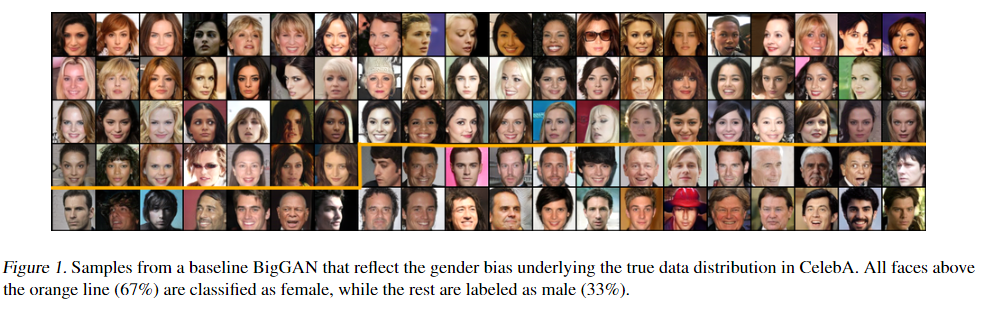 Figure 1. Samples from a baseline BigGAN that reflect the gender bias underlying the true data distribution in CelebA. All faces above
the orange line (67%) are classified as female, while the rest are labeled as male (33%).